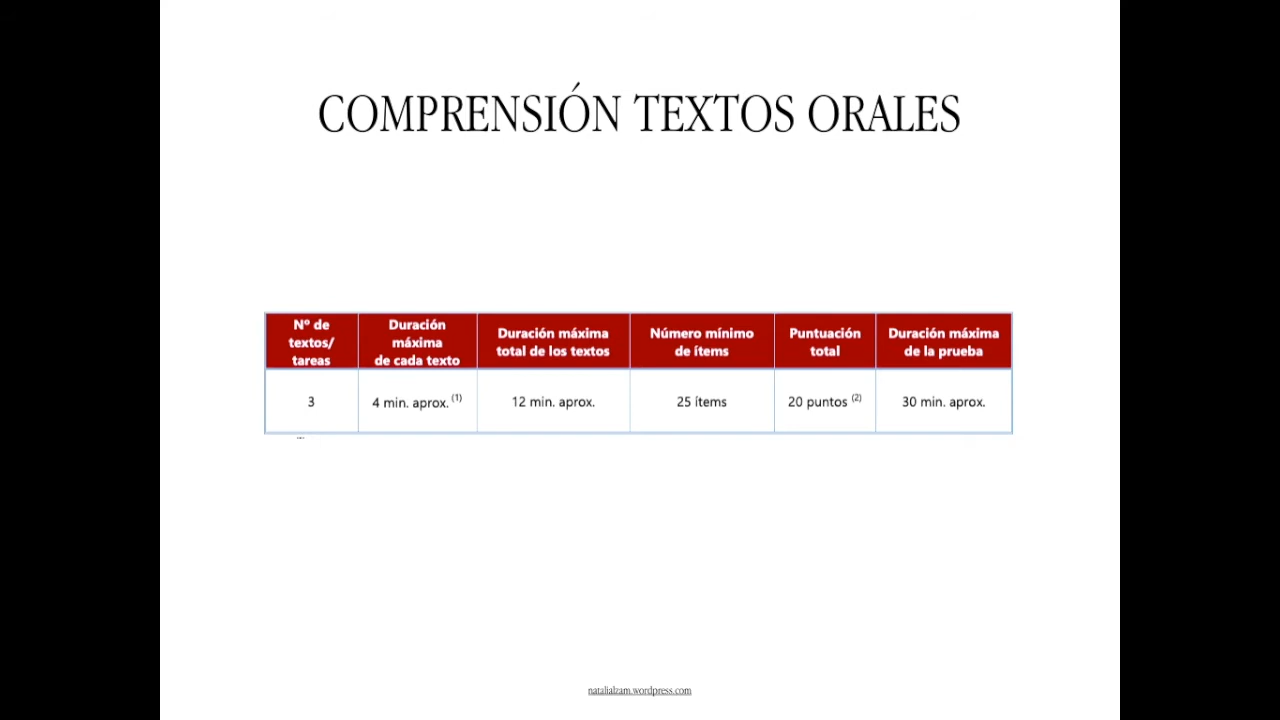 COMPRENSIÓN TEXTOS ORALES
Nº de textos/ tareas
Duración máxima de cada texto
Duración máxima total de los textos
Número mínimo de ítems
Puntuación total
Duración máxima de la prueba
3
4 min. aprox. (1)
12 min. aprox.
25 ítems
20 puntos (2)
30 min. aprox.
natalialzam.wordpress.com